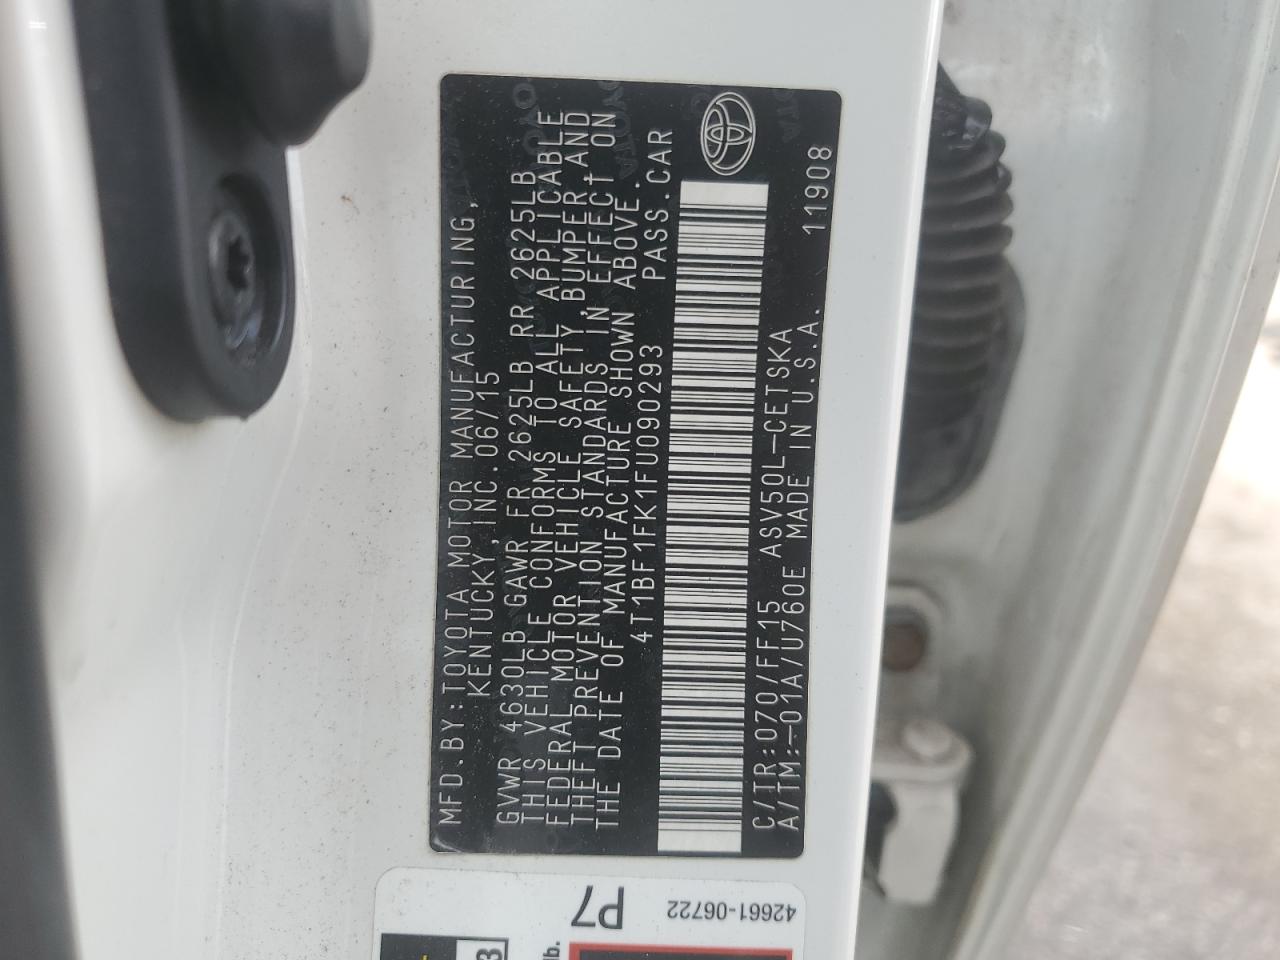 MFD.BY:TOYOTA MOTOR MANUFACTURING,
KENTUCKY,INC.06/15
GVWR 4630LB GAWR FR 2625LB RR 2625LB
THIS VEHICLE CONFORMS TO ALL APPLICABLE
FEDERAL MOTOR VEHICLE SAFETY,BUMPER,AND
THEFT PREVENTION STANDARDS IN EFFECT ON
THE DATE OF MANUFACTURE SHOWN ABOVE.
4T1BF1FK1FU090293 PASS.CAR
C/TR:070/FF15 ASV50L-CETSKA
A/TM:-01A/U760E MADE IN U.S.A. 11908
P7
42661-06722
lb.
3